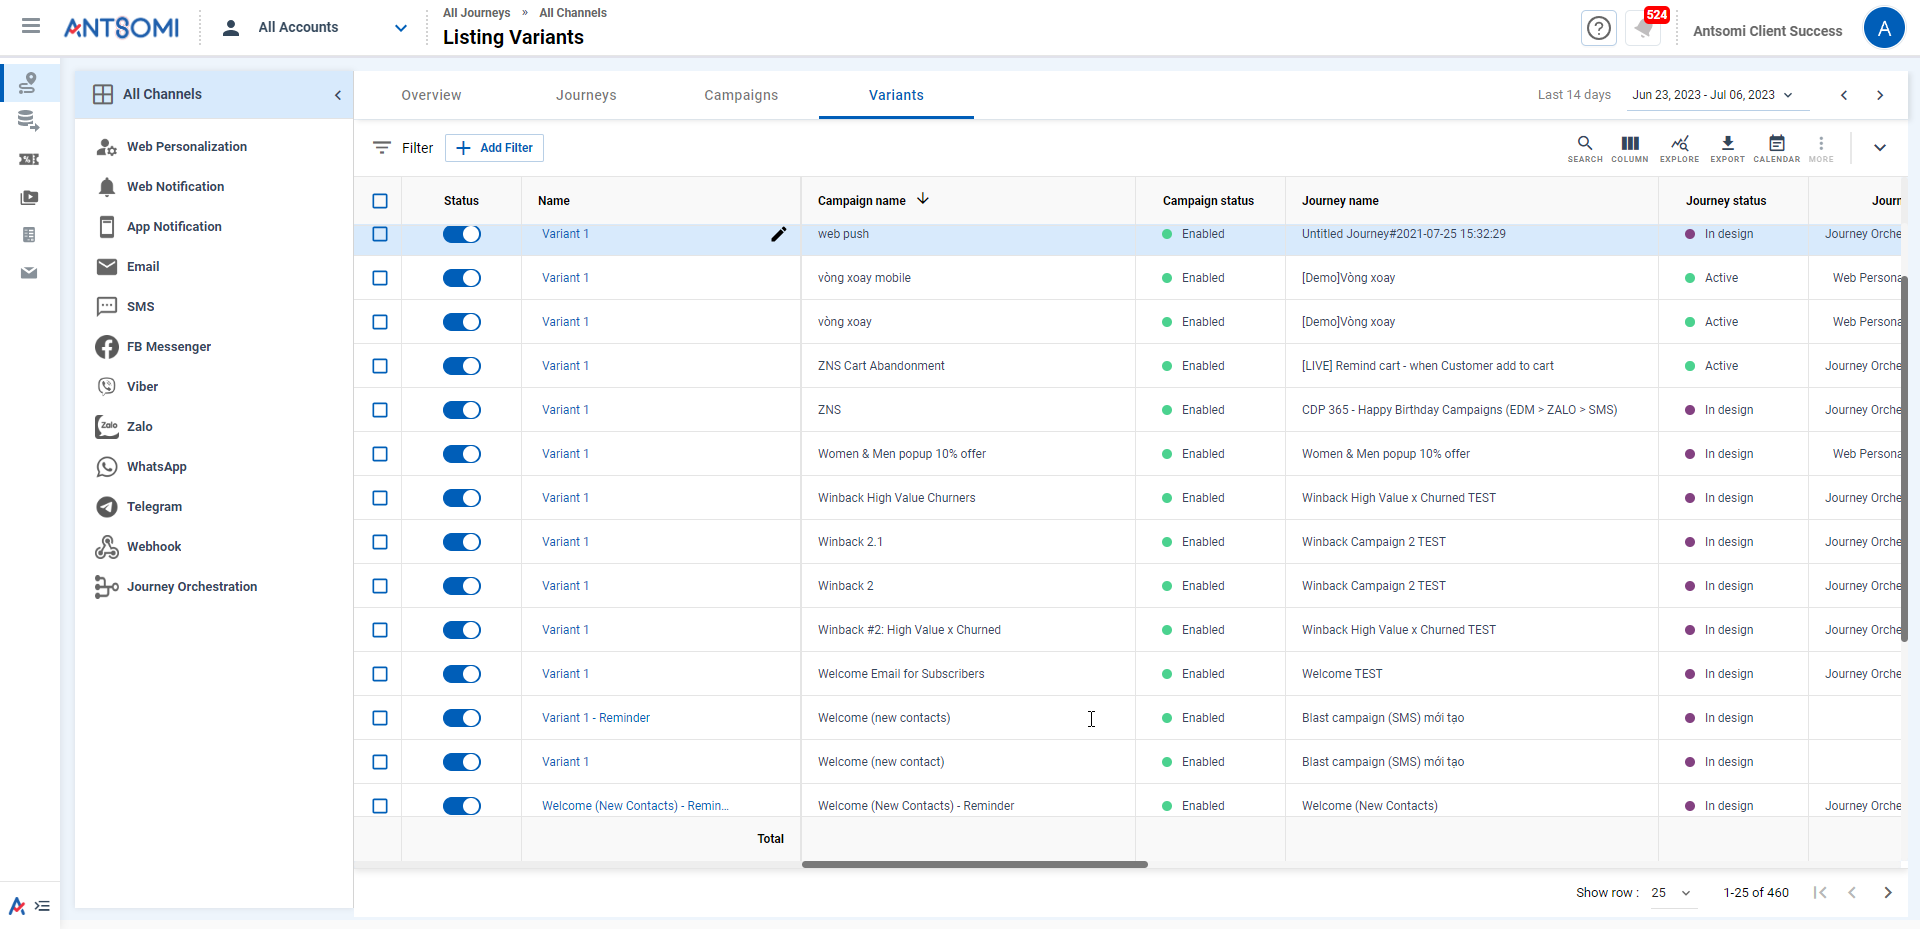 ANTSOMI
All Accounts
All Journeys » All Channels
Listing Variants
524
Antsomi Client Success
A
All Channels
Web Personalization
Web Notification
App Notification
Email
SMS
FB Messenger
Viber
Zalo
Zalo
WhatsApp
Telegram
Webhook
Journey Orchestration
Overview
Journeys
Campaigns
Variants
Last 14 days
Jun 23, 2023 - Jul 06, 2023
Filter
Add Filter
SEARCH
COLUMN
EXPLORE
EXPORT
CALENDAR
MORE
Status Name Campaign name Campaign status Journey name Journey status Journ
Variant 1 web push Enabled Untitled Journey#2021-07-25 15:32:29 In design Journey Orche
Variant 1 vòng xoay mobile Enabled [Demo]Vòng xoay Active Web Persona
Variant 1 vòng xoay Enabled [Demo]Vòng xoay Active Web Persona
Variant 1 ZNS Cart Abandonment Enabled [LIVE] Remind cart - when Customer add to cart Active Journey Orche
Variant 1 ZNS Enabled CDP 365 - Happy Birthday Campaigns (EDM > ZALO > SMS) In design Journey Orche
Variant 1 Women & Men popup 10% offer Enabled Women & Men popup 10% offer In design Web Persona
Variant 1 Winback High Value Churners Enabled Winback High Value x Churned TEST In design Journey Orche
Variant 1 Winback 2.1 Enabled Winback Campaign 2 TEST In design Journey Orche
Variant 1 Winback 2 Enabled Winback Campaign 2 TEST In design Journey Orche
Variant 1 Winback #2: High Value x Churned Enabled Winback High Value x Churned TEST In design Journey Orche
Variant 1 Welcome Email for Subscribers Enabled Welcome TEST In design Journey Orche
Variant 1 - Reminder Welcome (new contacts) Enabled Blast campaign (SMS) mới tạo In design
Variant 1 Welcome (new contact) Enabled Blast campaign (SMS) mới tạo In design
Welcome (New Contacts) - Remin... Welcome (New Contacts) - Reminder Enabled Welcome (New Contacts) In design Journey Orche
Total
Show row : 25 1-25 of 460